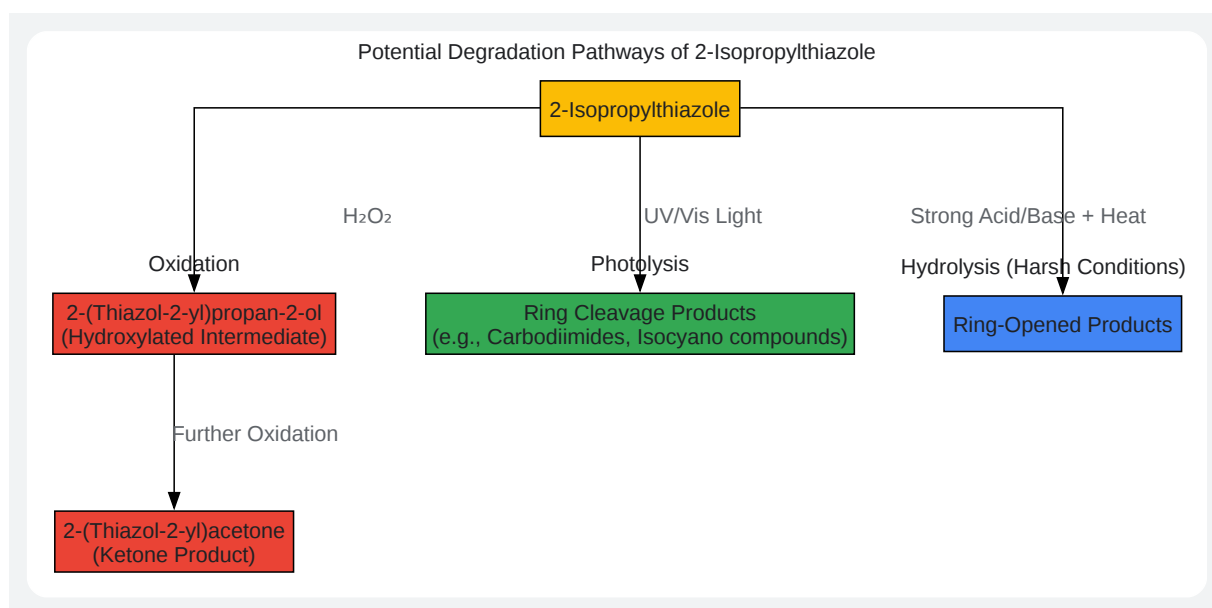 Potential Degradation Pathways of 2-Isopropylthiazole
2-Isopropylthiazole
H₂O₂
UV/Vis Light
Strong Acid/Base + Heat
Oxidation
Photolysis
Hydrolysis (Harsh Conditions)
2-(Thiazol-2-yl)propan-2-ol
(Hydroxylated Intermediate)
Ring Cleavage Products
(e.g., Carbodiimides, Isocyano compounds)
Ring-Opened Products
Further Oxidation
2-(Thiazol-2-yl)acetone
(Ketone Product)